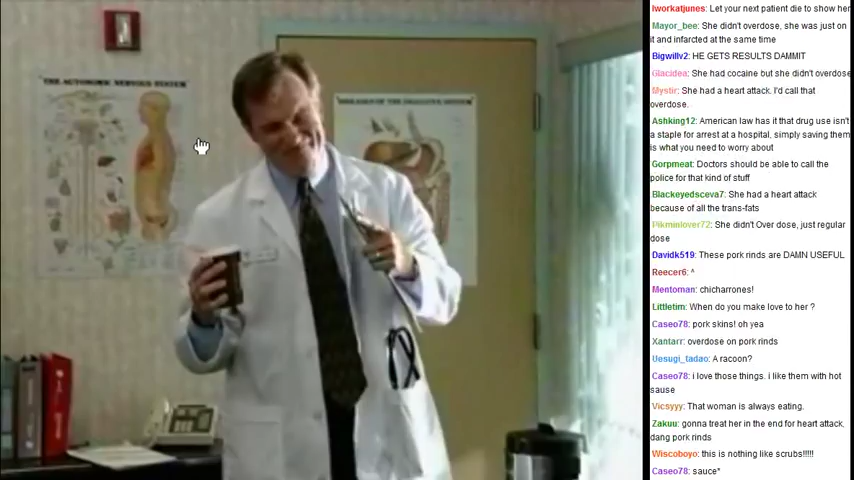 THE AUTONOMIC NERVOUS SYSTEM
DISEASES OF THE DIGESTIVE SYSTEM
Iworkatjunes: Let your next patient die to show her
Mayor_bee: She didn't overdose, she was just on
it and infarcted at the same time
Bigwillv2: HE GETS RESULTS DAMMIT
Glacidea: She had cocaine but she didn't overdose
Mystir: She had a heart attack. I'd call that
overdose.
Ashking12: American law has it that drug use isn't
a staple for arrest at a hospital, simply saving them
is what you need to worry about
Gorpmeat: Doctors should be able to call the
police for that kind of stuff
Blackeyedsceva7: She had a heart attack
because of all the trans-fats
Pikminlover72: She didn't Over dose, just regular
dose
Davidk519: These pork rinds are DAMN USEFUL
Reecer6: ^
Mentoman: chicharrones!
Littletim: When do you make love to her ?
Caseo78: pork skins! oh yea
Xantarr: overdose on pork rinds
Uesugi_tadao: A racoon?
Caseo78: i love those things. i like them with hot
sause
Vicsyyy: That woman is always eating.
Zakuu: gonna treat her in the end for heart attack,
dang pork rinds
Wiscoboyo: this is nothing like scrubs!!!!!
Caseo78: sauce*